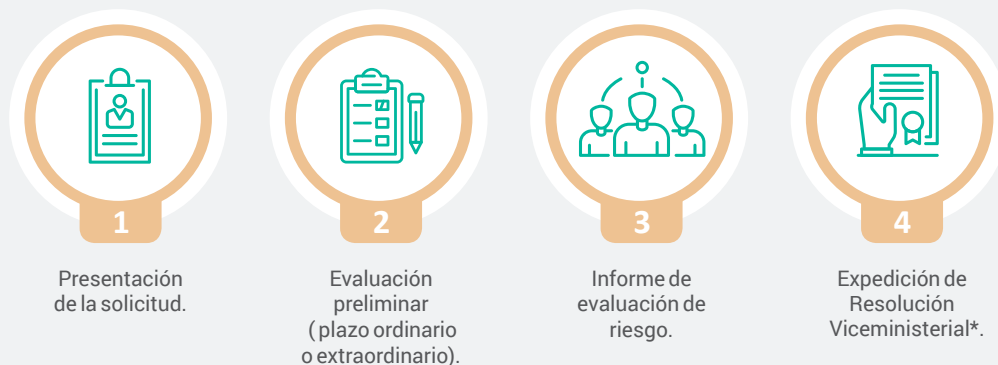 1
Presentación
de la solicitud.
2
Evaluación
preliminar
( plazo ordinario
o extraordinario).
3
Informe de
evaluación de
riesgo.
4
Expedición de
Resolución
Viceministerial*.